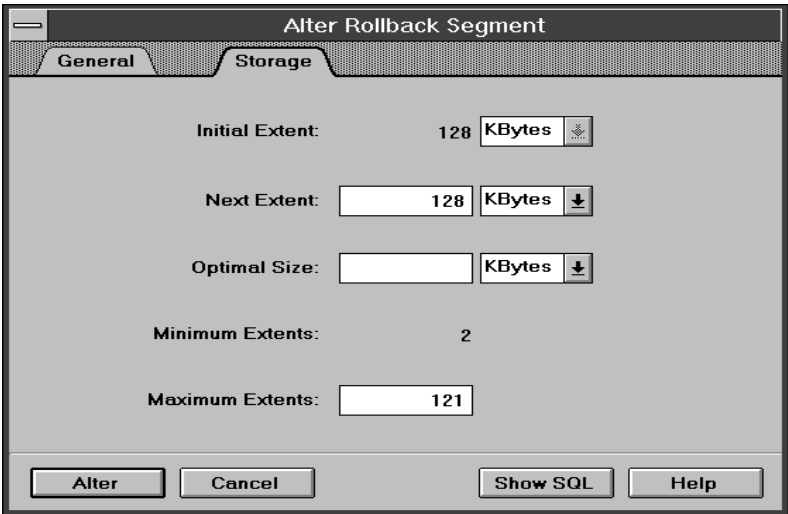 Alter Rollback Segment
General Storage
Initial Extent: 128 KBytes
Next Extent: 128 KBytes
Optimal Size: KBytes
Minimum Extents: 2
Maximum Extents: 121
Alter Cancel Show SQL Help